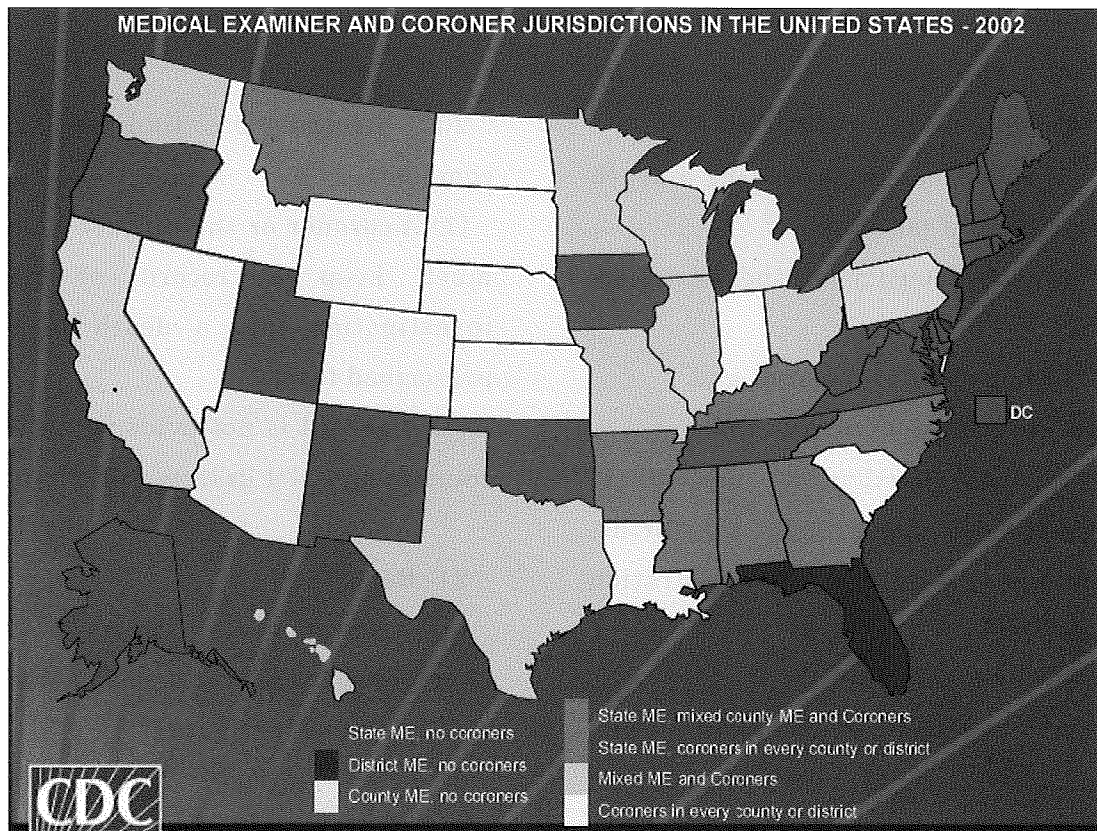 MEDICAL EXAMINER AND CORONER JURISDICTIONS IN THE UNITED STATES - 2002
DC
State ME, no coroners
District ME, no coroners
County ME, no coroners
State ME, mixed county ME and Coroners
State ME, coroners in every county or district
Mixed ME and Coroners
Coroners in every county or district
CDC